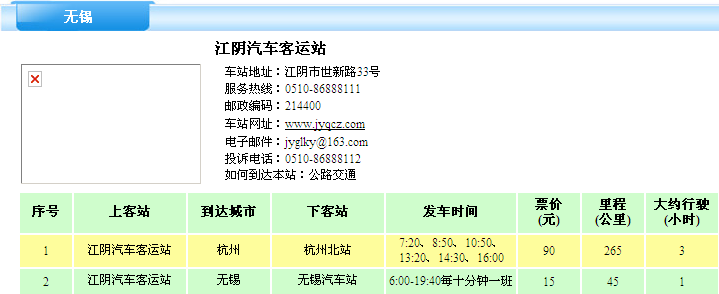 无锡
江阴汽车客运站
车站地址：江阴市世新路33号
服务热线：0510-86888111
邮政编码：214400
车站网址：www.jyqcz.com
电子邮件：jyglky@163.com
投诉电话：0510-86888112
如何到达本站：公路交通
序号 上客站 到达城市 下客站 发车时间 票价(元) 里程(公里) 大约行驶(小时)
1 江阴汽车客运站 杭州 杭州北站 7:20、8:50、10:50、13:20、14:30、16:00 90 265 3
2 江阴汽车客运站 无锡 无锡汽车站 6:00-19:40每十分钟一班 15 45 1